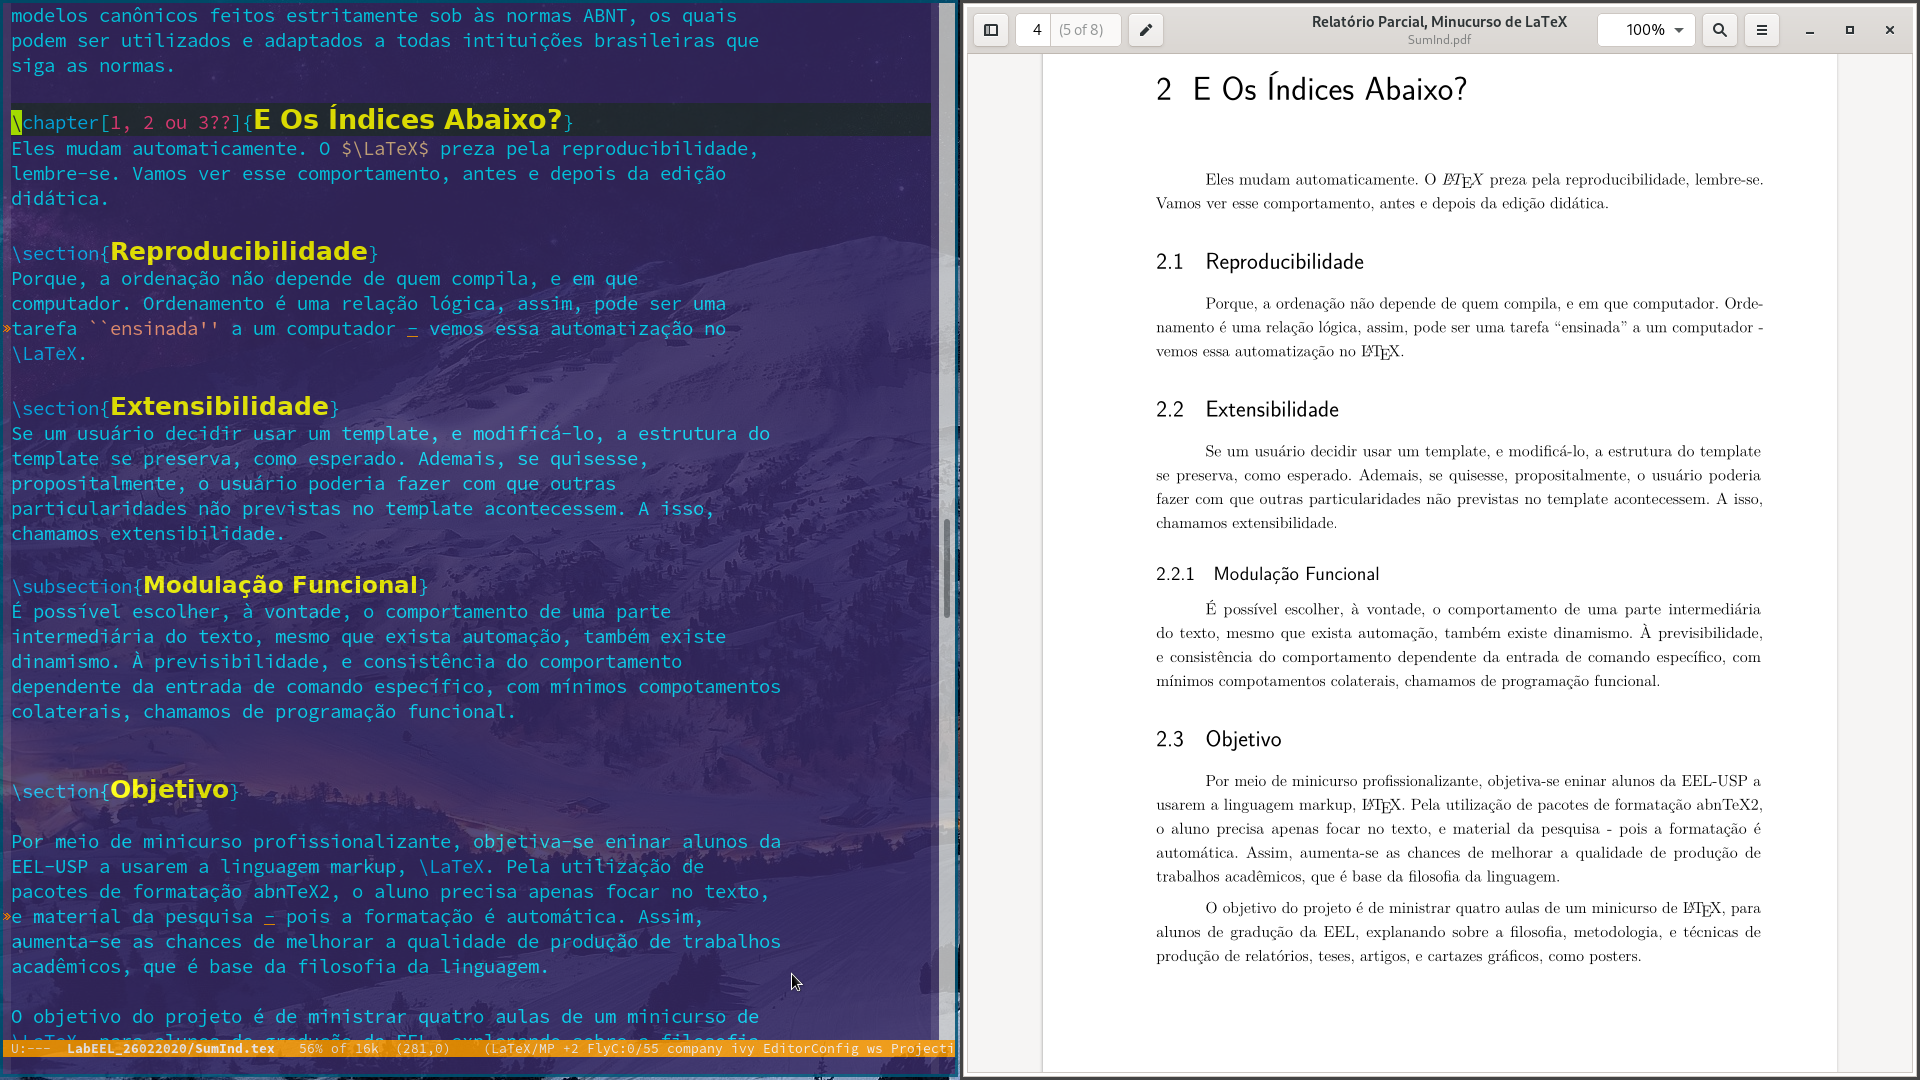 modelos canônicos feitos estritamente sob às normas ABNT, os quais
podem ser utilizados e adaptados a todas intituições brasileiras que
siga as normas.
\chapter[1, 2 ou 3??]{E Os Índices Abaixo?}
Eles mudam automaticamente. O $\LaTeX$ preza pela reproducibilidade,
lembre-se. Vamos ver esse comportamento, antes e depois da edição
didática.
\section{Reproducibilidade}
Porque, a ordenação não depende de quem compila, e em que
computador. Ordenamento é uma relação lógica, assim, pode ser uma
»tarefa ``ensinada'' a um computador - vemos essa automatização no
\LaTeX.
\section{Extensibilidade}
Se um usuário decidir usar um template, e modificá-lo, a estrutura do
template se preserva, como esperado. Ademais, se quisesse,
propositalmente, o usuário poderia fazer com que outras
particularidades não previstas no template acontecessem. A isso,
chamamos extensibilidade.
\subsection{Modulação Funcional}
É possível escolher, à vontade, o comportamento de uma parte
intermediária do texto, mesmo que exista automação, também existe
dinamismo. À previsibilidade, e consistência do comportamento
dependente da entrada de comando específico, com mínimos compotamentos
colaterais, chamamos de programação funcional.
\section{Objetivo}
Por meio de minicurso profissionalizante, objetiva-se eninar alunos da
EEL-USP a usarem a linguagem markup, \LaTeX. Pela utilização de
pacotes de formatação abnTeX2, o aluno precisa apenas focar no texto,
»e material da pesquisa - pois a formatação é automática. Assim,
aumenta-se as chances de melhorar a qualidade de produção de trabalhos
acadêmicos, que é base da filosofia da linguagem.
O objetivo do projeto é de ministrar quatro aulas de um minicurso de
\LaTeX, para alunos de gradução da EEL, explanando sobre a filosofia,
U:--- LabEEL_26022020/SumInd.tex 56% of 16k (281,0) (LaTeX/MP +2 FlyC:0/55 company ivy EditorConfig ws Projecti
4 (5 of 8)
Relatório Parcial, Minucurso de LaTeX
SumInd.pdf
100%
2 E Os Índices Abaixo?
Eles mudam automaticamente. O LATEX preza pela reproducibilidade, lembre-se.
Vamos ver esse comportamento, antes e depois da edição didática.
2.1 Reproducibilidade
Porque, a ordenação não depende de quem compila, e em que computador. Orde-
namento é uma relação lógica, assim, pode ser uma tarefa “ensinada” a um computador -
vemos essa automatização no LATEX.
2.2 Extensibilidade
Se um usuário decidir usar um template, e modificá-lo, a estrutura do template
se preserva, como esperado. Ademais, se quisesse, propositalmente, o usuário poderia
fazer com que outras particularidades não previstas no template acontecessem. A isso,
chamamos extensibilidade.
2.2.1 Modulação Funcional
É possível escolher, à vontade, o comportamento de uma parte intermediária
do texto, mesmo que exista automação, também existe dinamismo. À previsibilidade,
e consistência do comportamento dependente da entrada de comando específico, com
mínimos compotamentos colaterais, chamamos de programação funcional.
2.3 Objetivo
Por meio de minicurso profissionalizante, objetiva-se eninar alunos da EEL-USP a
usarem a linguagem markup, LATEX. Pela utilização de pacotes de formatação abnTeX2,
o aluno precisa apenas focar no texto, e material da pesquisa - pois a formatação é
automática. Assim, aumenta-se as chances de melhorar a qualidade de produção de
trabalhos acadêmicos, que é base da filosofia da linguagem.
O objetivo do projeto é de ministrar quatro aulas de um minicurso de LATEX, para
alunos de gradução da EEL, explanando sobre a filosofia, metodologia, e técnicas de
produção de relatórios, teses, artigos, e cartazes gráficos, como posters.